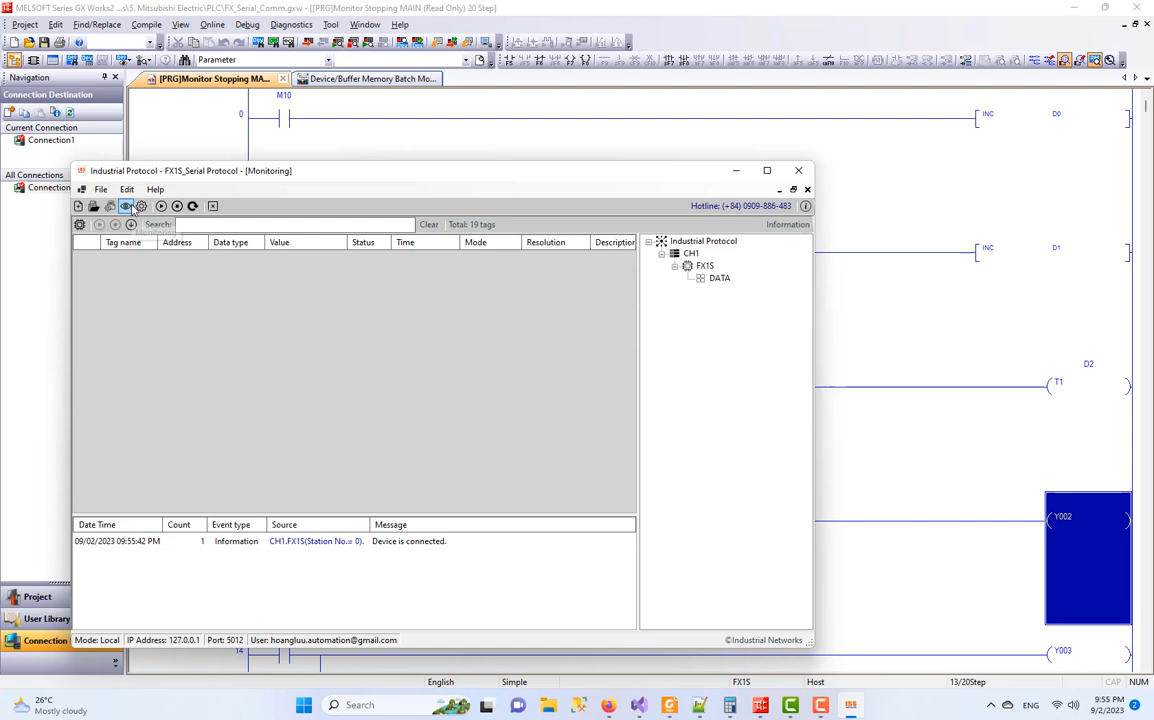 MELSOFT Series GX Works2 ...s\5. Mitsubishi Electric\PLC\FX_Serial_Comm.gxw - [[PRG]Monitor Stopping MAIN (Read Only) 20 Step]
Project Edit Find/Replace Compile View Online Debug Diagnostics Tool Window Help
Parameter
Navigation
[PRG]Monitor Stopping MA...
Device/Buffer Memory Batch Mo...
Connection Destination
Current Connection
Connection1
All Connections
Connection
M10
0
INC D0
INC D1
D2
T1
Y002
14
Y003
Industrial Protocol - FX1S_Serial Protocol - [Monitoring]
File Edit Help
Hotline: (+84) 0909-886-483
Search: Clear Total: 19 tags Information
Tag name Address Data type Value Status Time Mode Resolution Description
Industrial Protocol
CH1
FX1S
DATA
Date Time Count Event type Source Message
09/02/2023 09:55:42 PM 1 Information CH1.FX1S(Station No.= 0). Device is connected.
Mode: Local IP Address: 127.0.0.1 Port: 5012 User: hoangluu.automation@gmail.com ©Industrial Networks
Project
User Library
Connection
English Simple FX1S Host 13/20Step CAP NUM
26°C
Mostly cloudy
Search
ENG
9:55 PM
9/2/2023
2